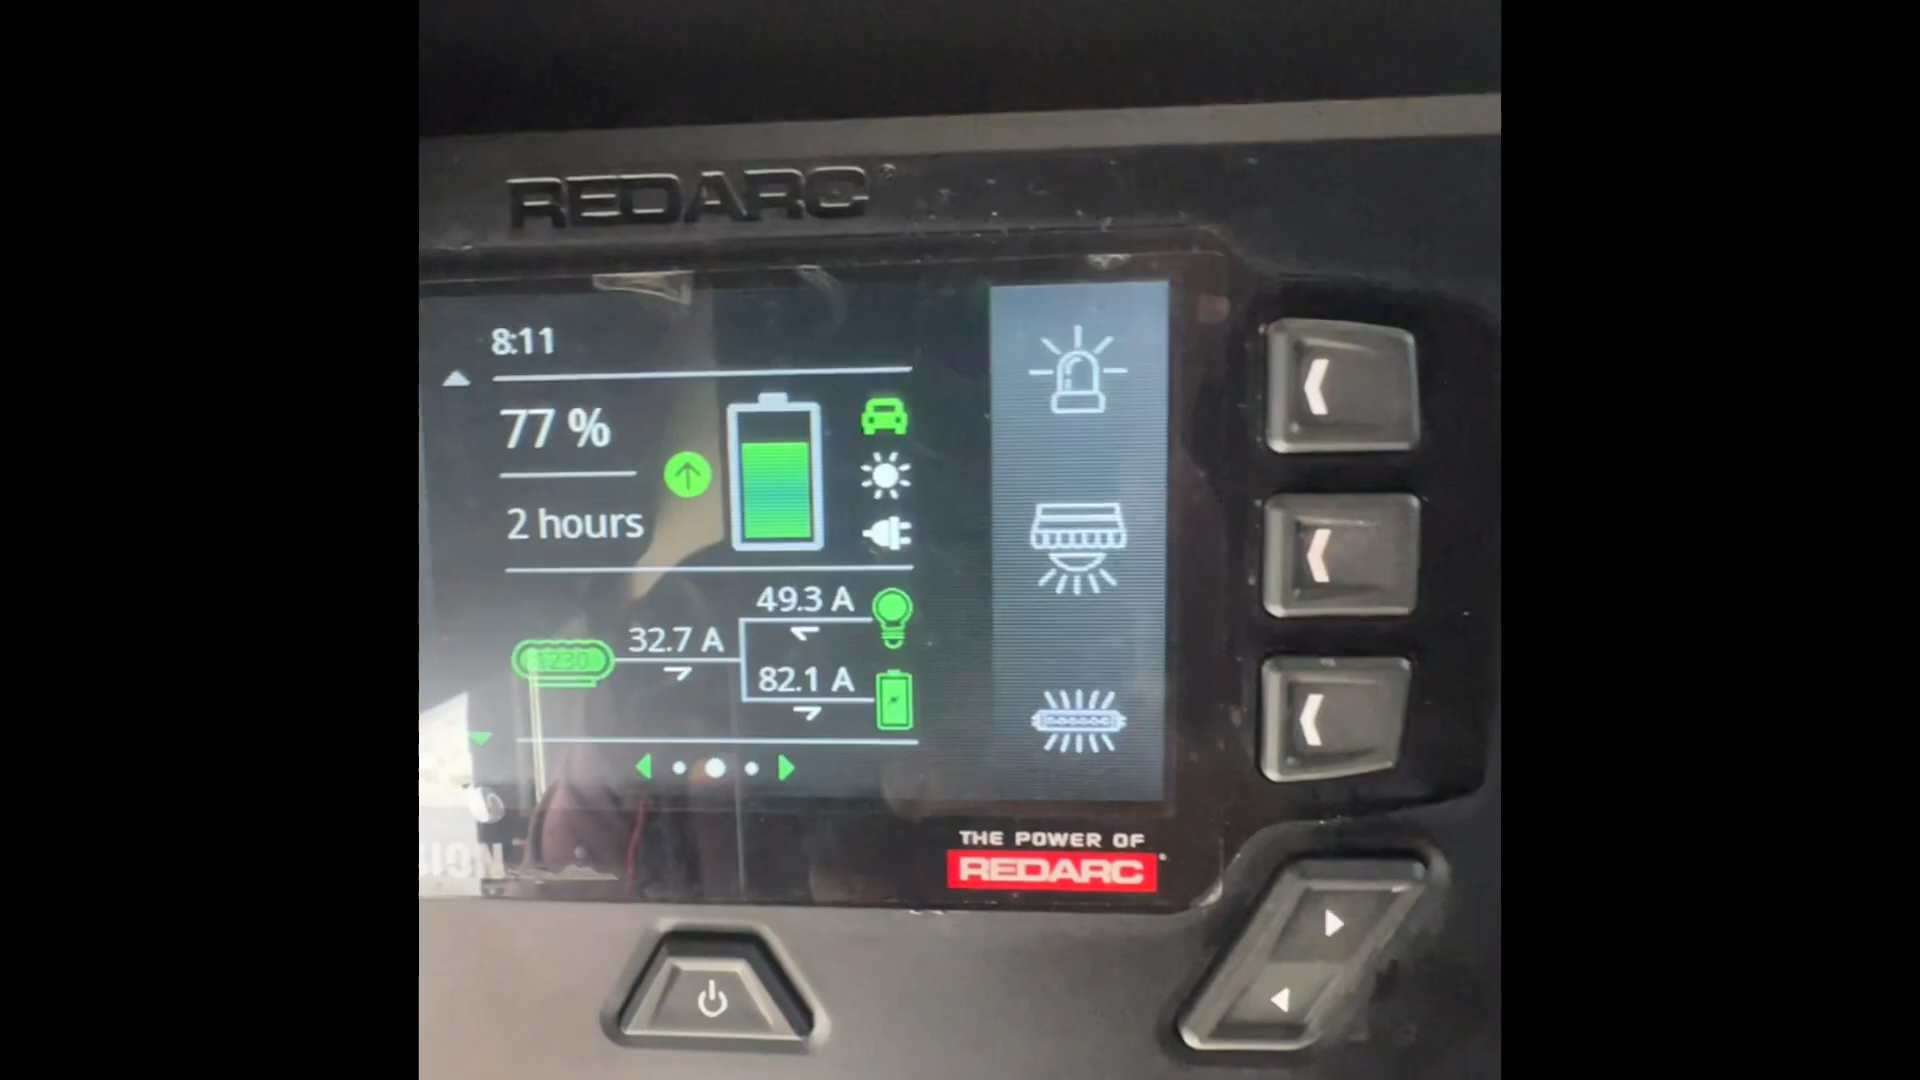 REDARC
8:11
77 %
2 hours
49.3 A
32.7 A
82.1 A
THE POWER OF
REDARC